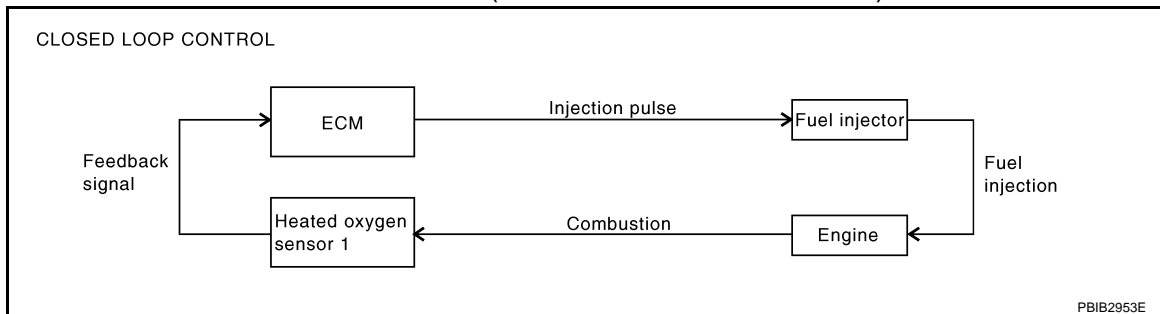 CLOSED LOOP CONTROL
ECM
Injection pulse
Fuel injector
Feedback
signal
Fuel
injection
Heated oxygen
sensor 1
Combustion
Engine
PBIB2953E